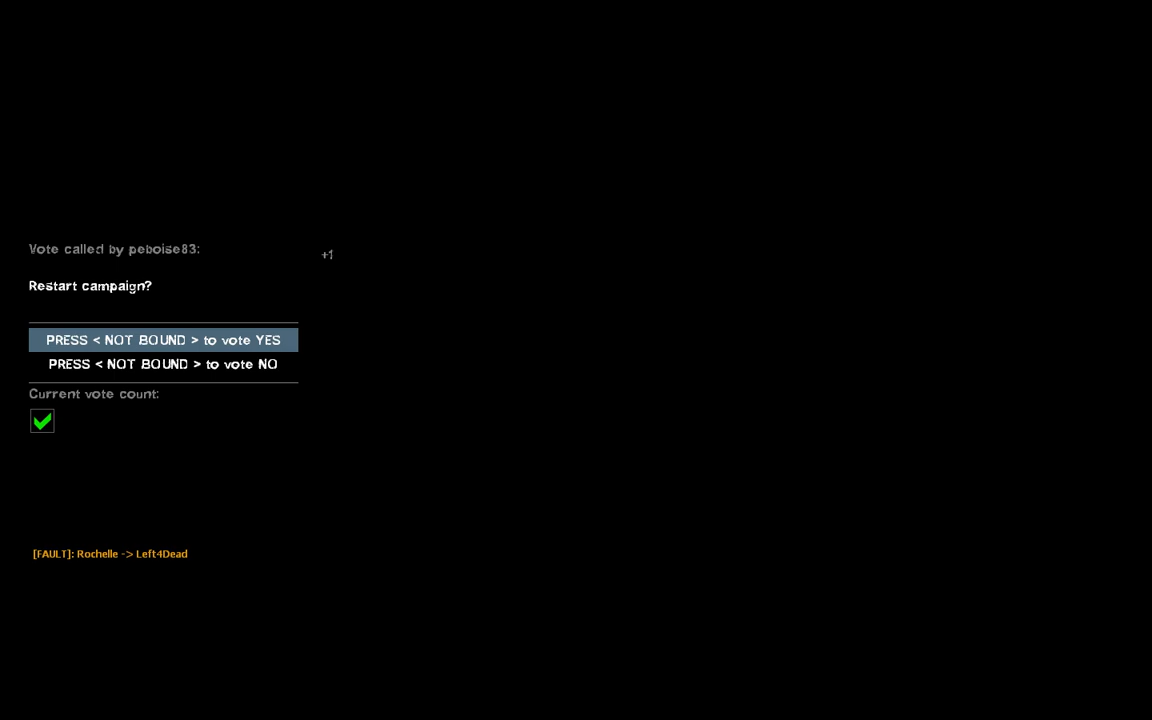 Vote called by peboise83:
+1
Restart campaign?
PRESS < NOT BOUND > to vote YES
PRESS < NOT BOUND > to vote NO
Current vote count:
[FAULT]: Rochelle -> Left4Dead